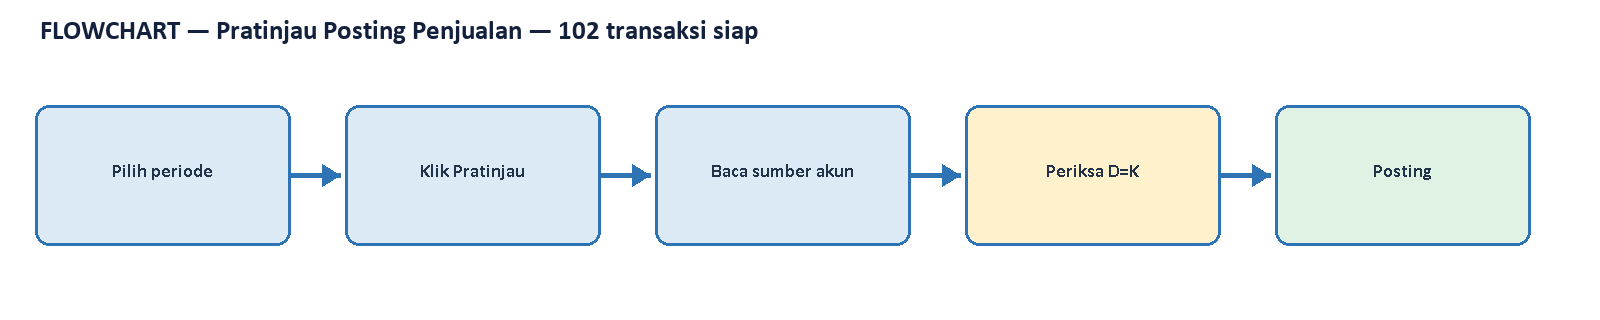 FLOWCHART — Pratinjau Posting Penjualan — 102 transaksi siap
Pilih periode
Klik Pratinjau
Baca sumber akun
Periksa D=K
Posting